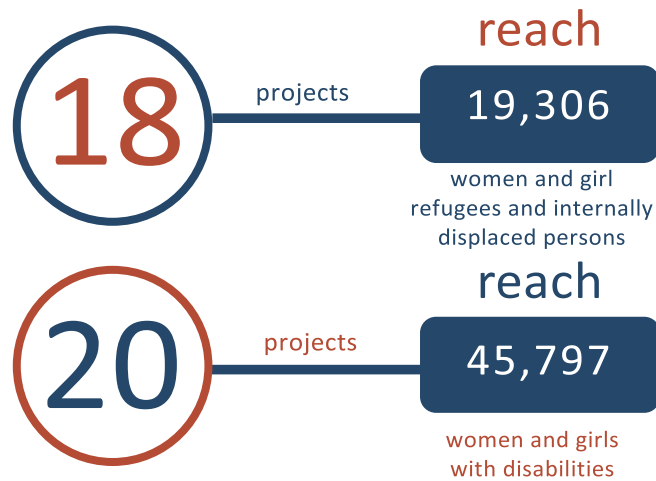 reach
18
projects
19,306
women and girl
refugees and internally
displaced persons
reach
20
projects
45,797
women and girls
with disabilities